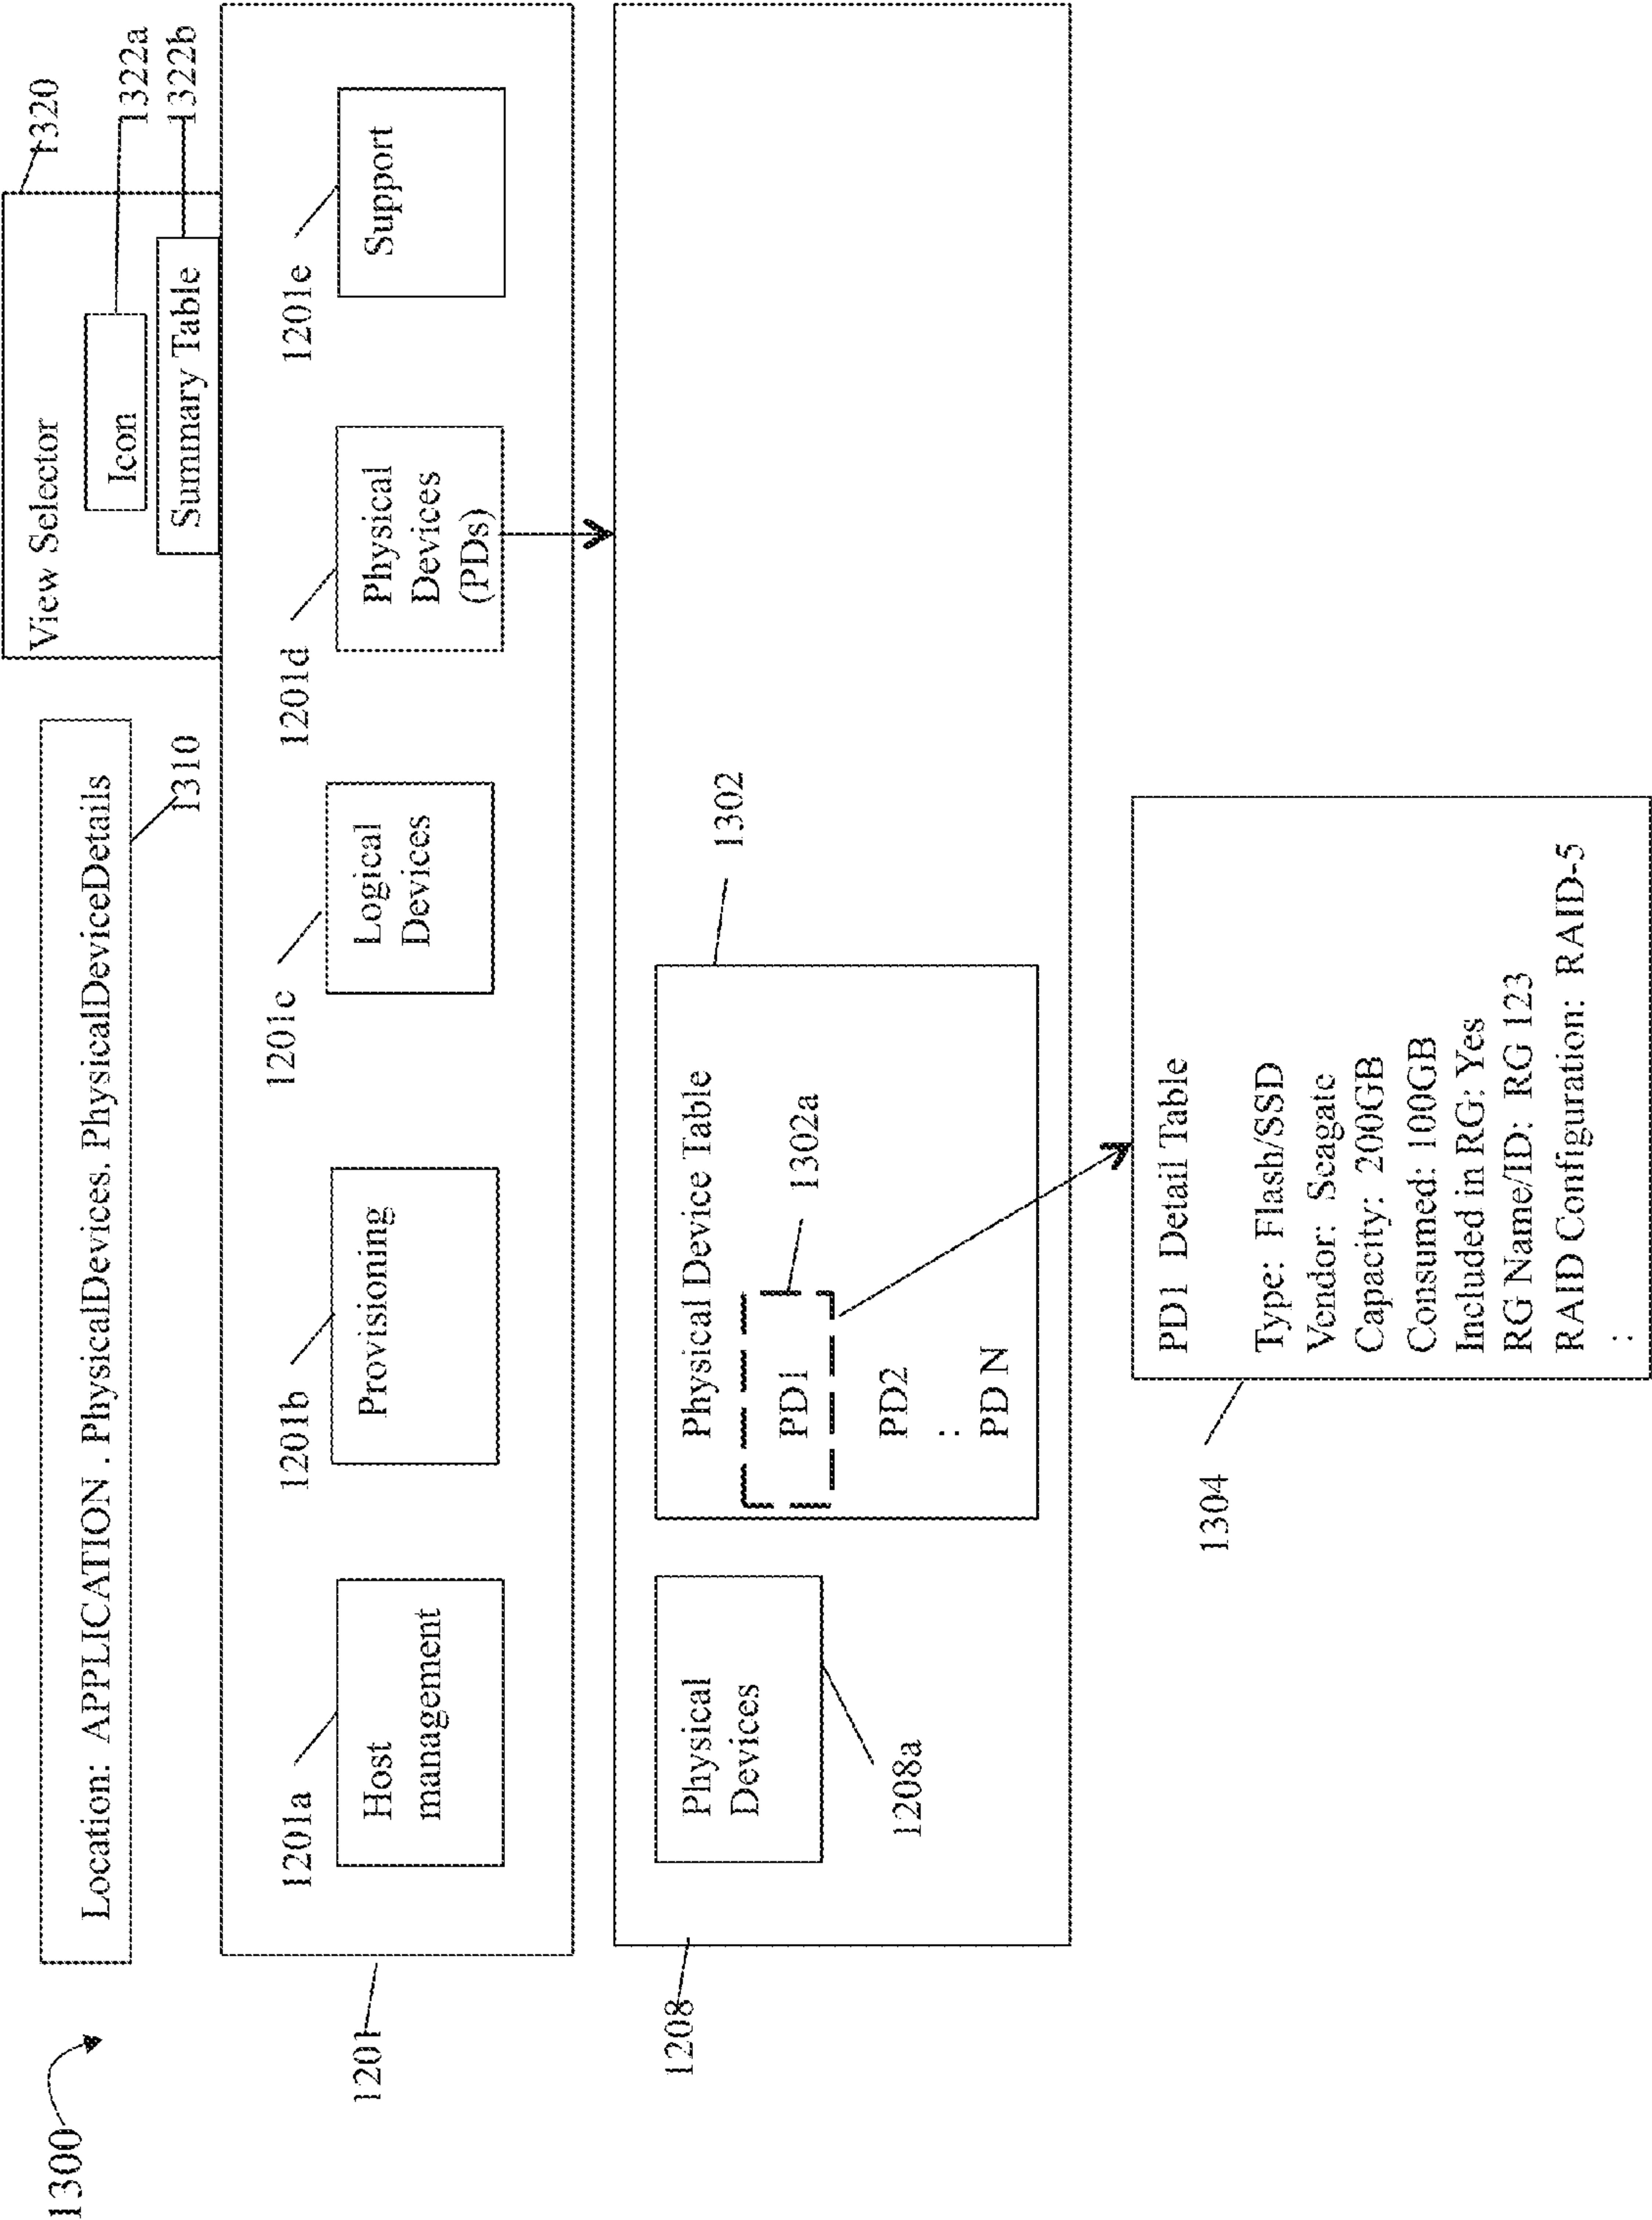 1300
Location: APPLICATION . PhysicalDevices. PhysicalDeviceDetails
1310
View Selector
1320
Icon
1322a
Summary Table
1322b
1201
1201a
Host
management
1201b
Provisioning
1201c
Logical
Devices
1201d
Physical
Devices
(PDs)
1201e
Support
1208
Physical
Devices
1208a
Physical Device Table
1302
PD1
1302a
PD2
:
PD N
1304
PD1 Detail Table
Type: Flash/SSD
Vendor: Seagate
Capacity: 200GB
Consumed: 100GB
Included in RG: Yes
RG Name/ID: RG 123
RAID Configuration: RAID-5
: